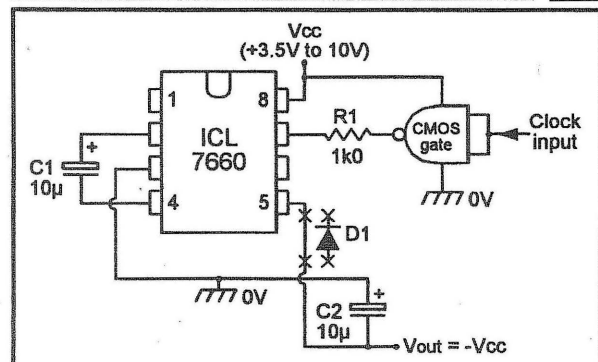 Vcc
(+3.5V to 10V)
1
8
ICL
7660
R1
1k0
CMOS
gate
Clock
input
C1
10µ
+
4
5
0V
D1
0V
C2
10µ
+
Vout = -Vcc